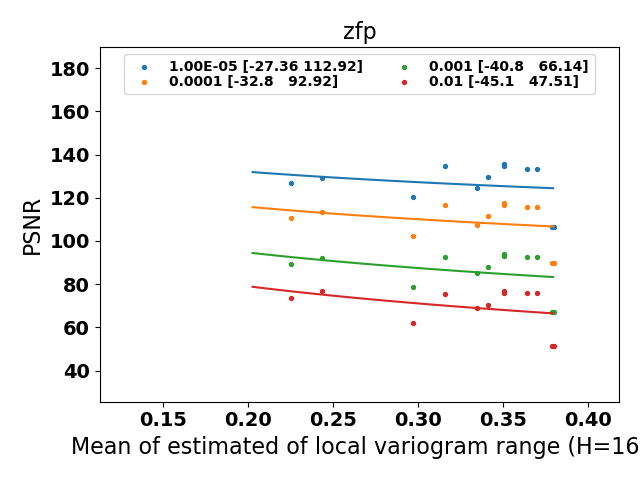 zfp
1.00E-05 [-27.36 112.92]
0.0001 [-32.8   92.92]
0.001 [-40.8   66.14]
0.01 [-45.1   47.51]
PSNR
180
160
140
120
100
80
60
40
0.15 0.20 0.25 0.30 0.35 0.40
Mean of estimated of local variogram range (H=16